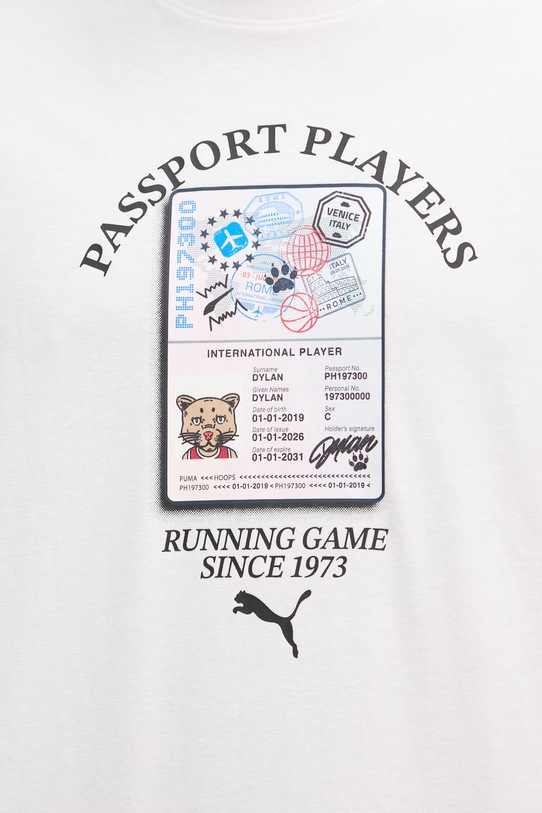 PASSPORT PLAYERS
PH197300
ROME
VENICE
ITALY
ITALY
ROME
-03-
ROME
INTERNATIONAL PLAYER
Surname
DYLAN
Passport No.
PH197300
Given Names
DYLAN
Personal No.
197300000
Date of birth
01-01-2019
Sex
C
Date of issue
01-01-2026
Holder's signature
Dylan
Date of expire
01-01-2031
PUMA <<<HOOPS <<<<<<<<<<<<<<<<<<<<<<<<<
PH197300 <<<< 01-01-2019 <PH197300 <<<< 01-01-2019 <
RUNNING GAME
SINCE 1973